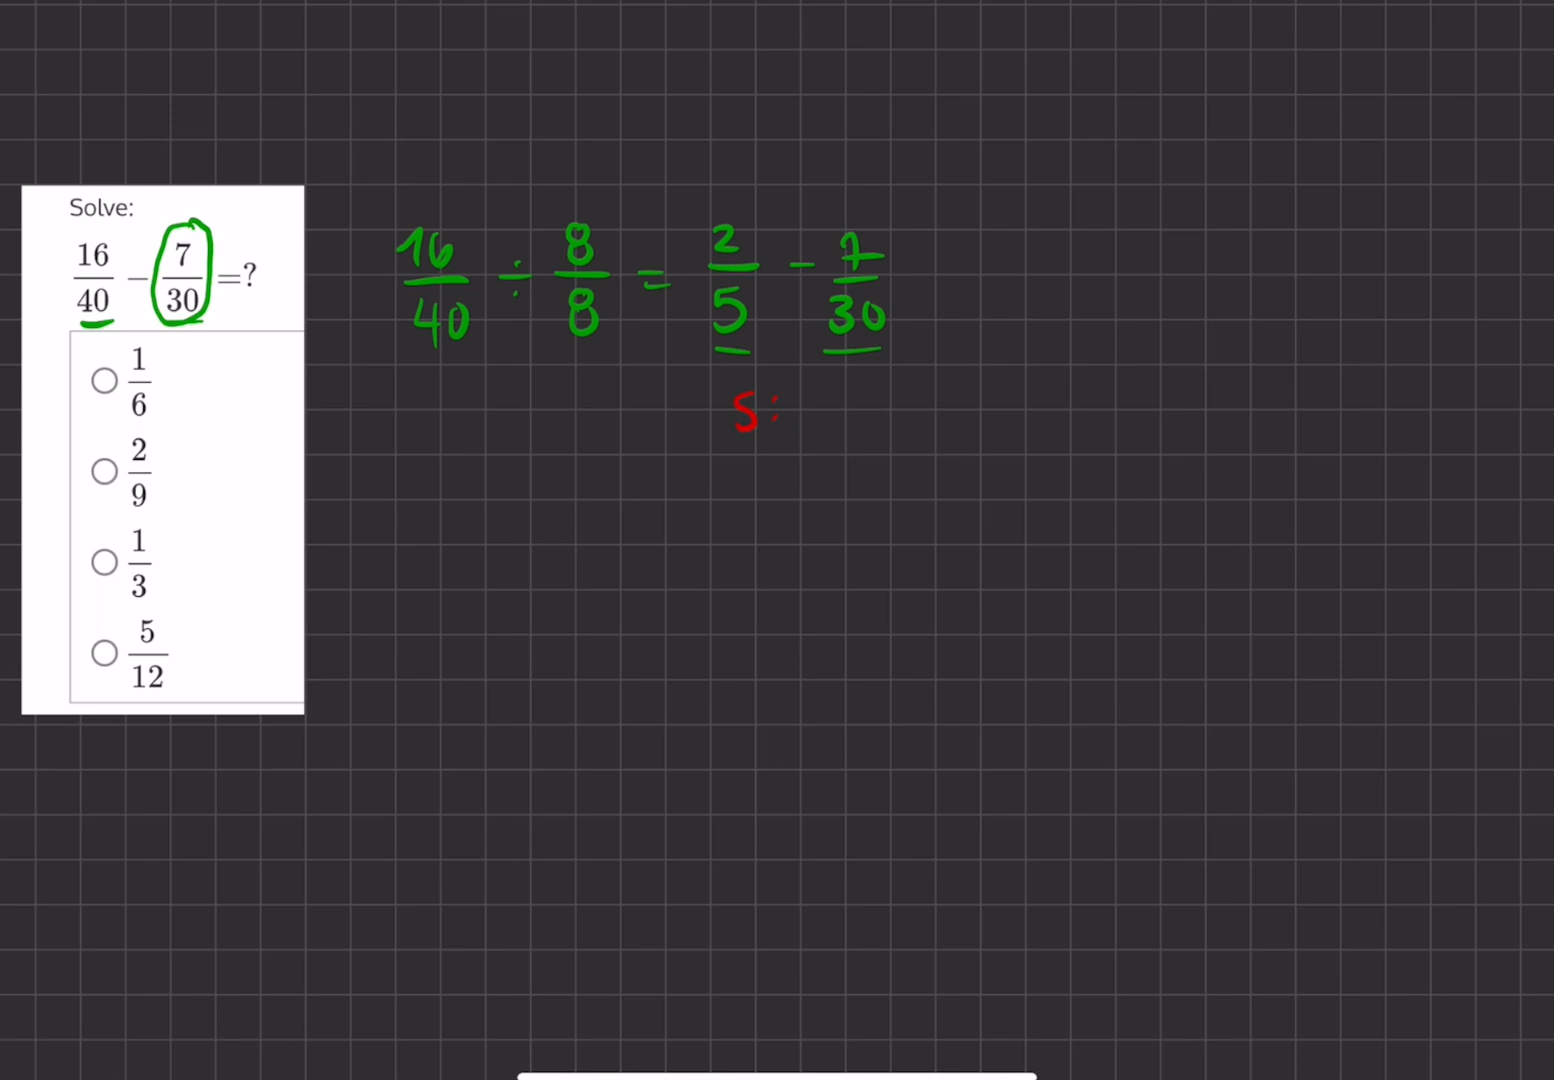 Solve:
16/40 − 7/30 =?
1/6
2/9
1/3
5/12
16/40 ÷ 8/8 = 2/5 - 7/30
5: